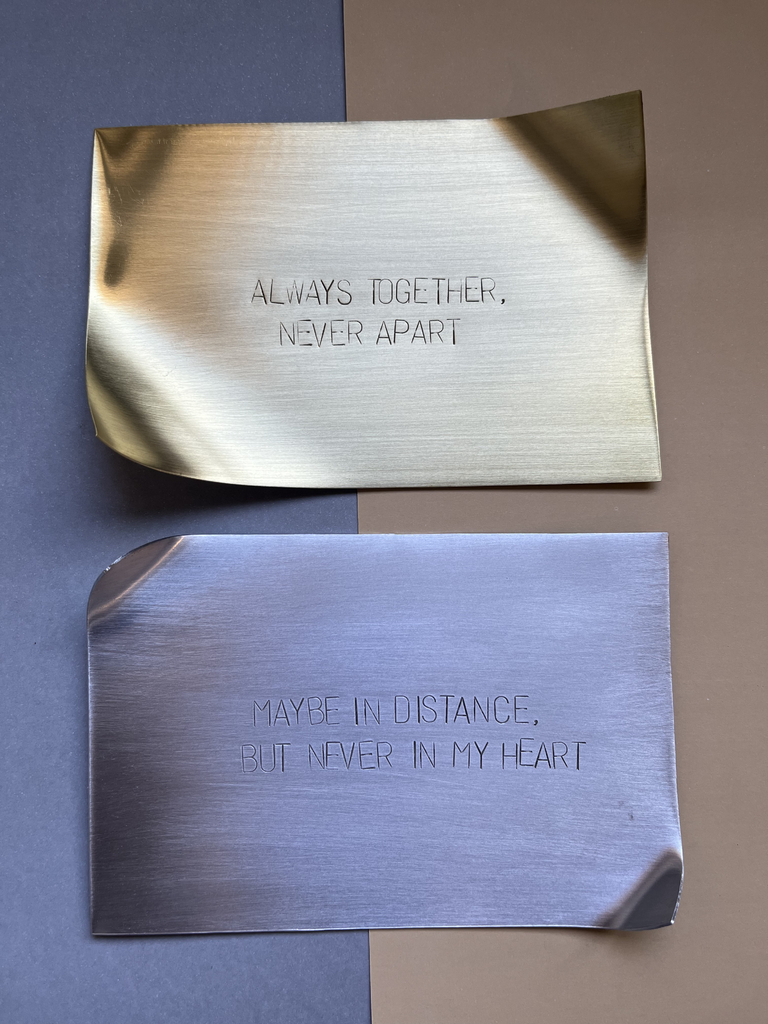 ALWAYS TOGETHER,
NEVER APART
MAYBE IN DISTANCE,
BUT NEVER IN MY HEART